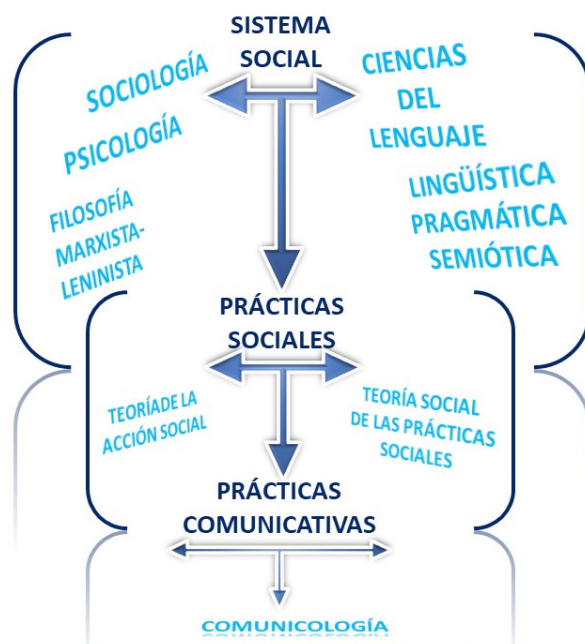 SISTEMA
SOCIAL
SOCIOLOGÍA
PSICOLOGÍA
FILOSOFÍA
MARXISTA-
LENINISTA
CIENCIAS
DEL
LENGUAJE
LINGÜÍSTICA
PRAGMÁTICA
SEMIÓTICA
PRÁCTICAS
SOCIALES
TEORÍADE LA
ACCIÓN SOCIAL
TEORÍA SOCIAL
DE LAS PRÁCTICAS
SOCIALES
PRÁCTICAS
COMUNICATIVAS
COMUNICOLOGÍA